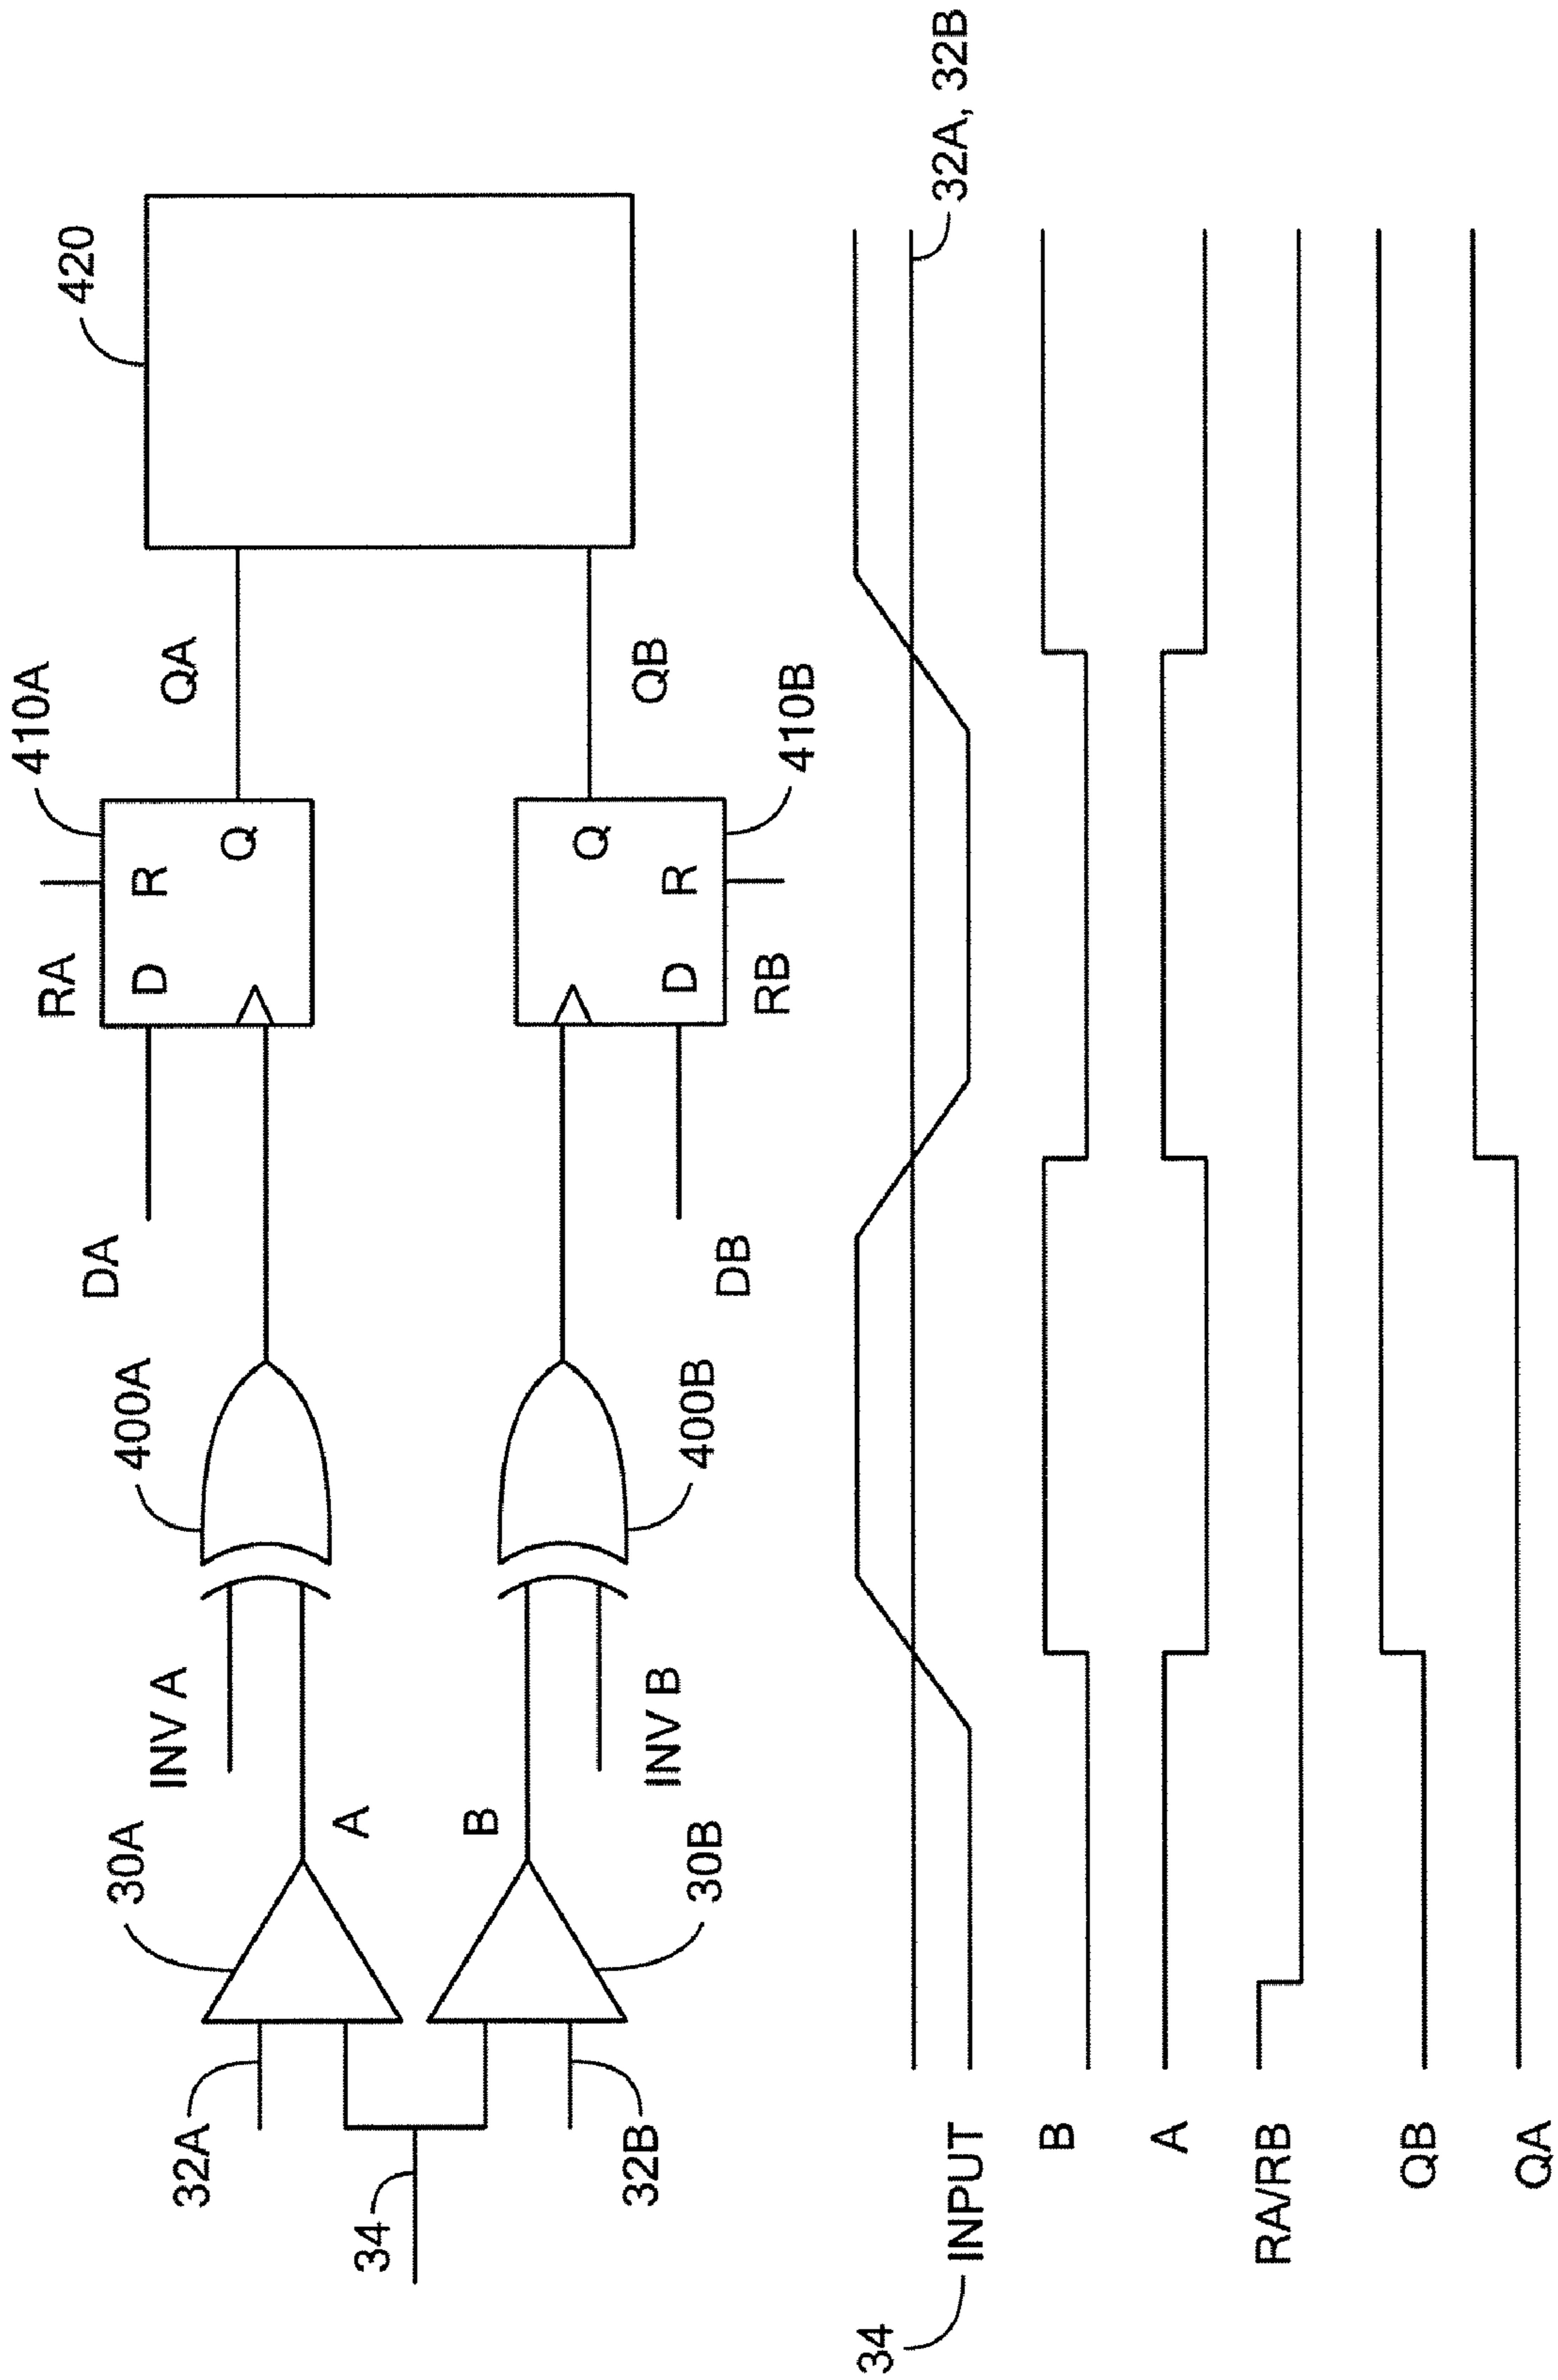 420
410A
RA
R
D
Q
QA
DA
400A
INV A
30A
A
32A
34
B
30B
32B
INV B
400B
DB
Q
D
R
RB
QB
410B
34
INPUT
32A, 32B
B
A
RA/RB
QB
QA